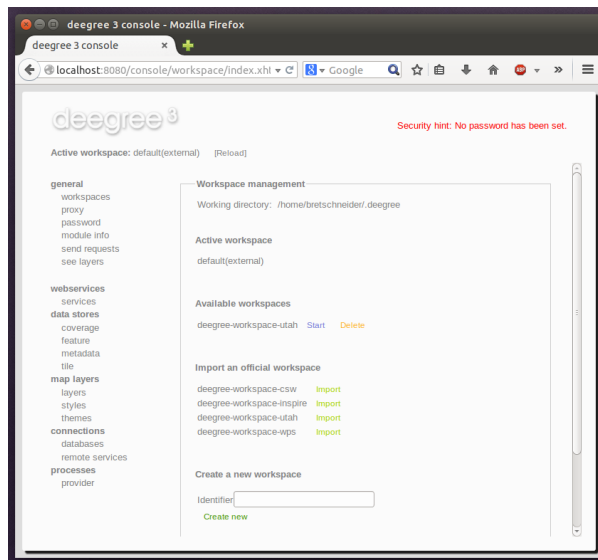 deegree 3 console - Mozilla Firefox
deegree 3 console
localhost:8080/console/workspace/index.xhl
Google
ABP
deegree 3
Security hint: No password has been set.
Active workspace: default(external) [Reload]
general
workspaces
proxy
password
module info
send requests
see layers
webservices
services
data stores
coverage
feature
metadata
tile
map layers
layers
styles
themes
connections
databases
remote services
processes
provider
Workspace management
Working directory: /home/bretschneider/.deegree
Active workspace
default(external)
Available workspaces
deegree-workspace-utah Start Delete
Import an official workspace
deegree-workspace-csw Import
deegree-workspace-inspire Import
deegree-workspace-utah Import
deegree-workspace-wps Import
Create a new workspace
Identifier
Create new